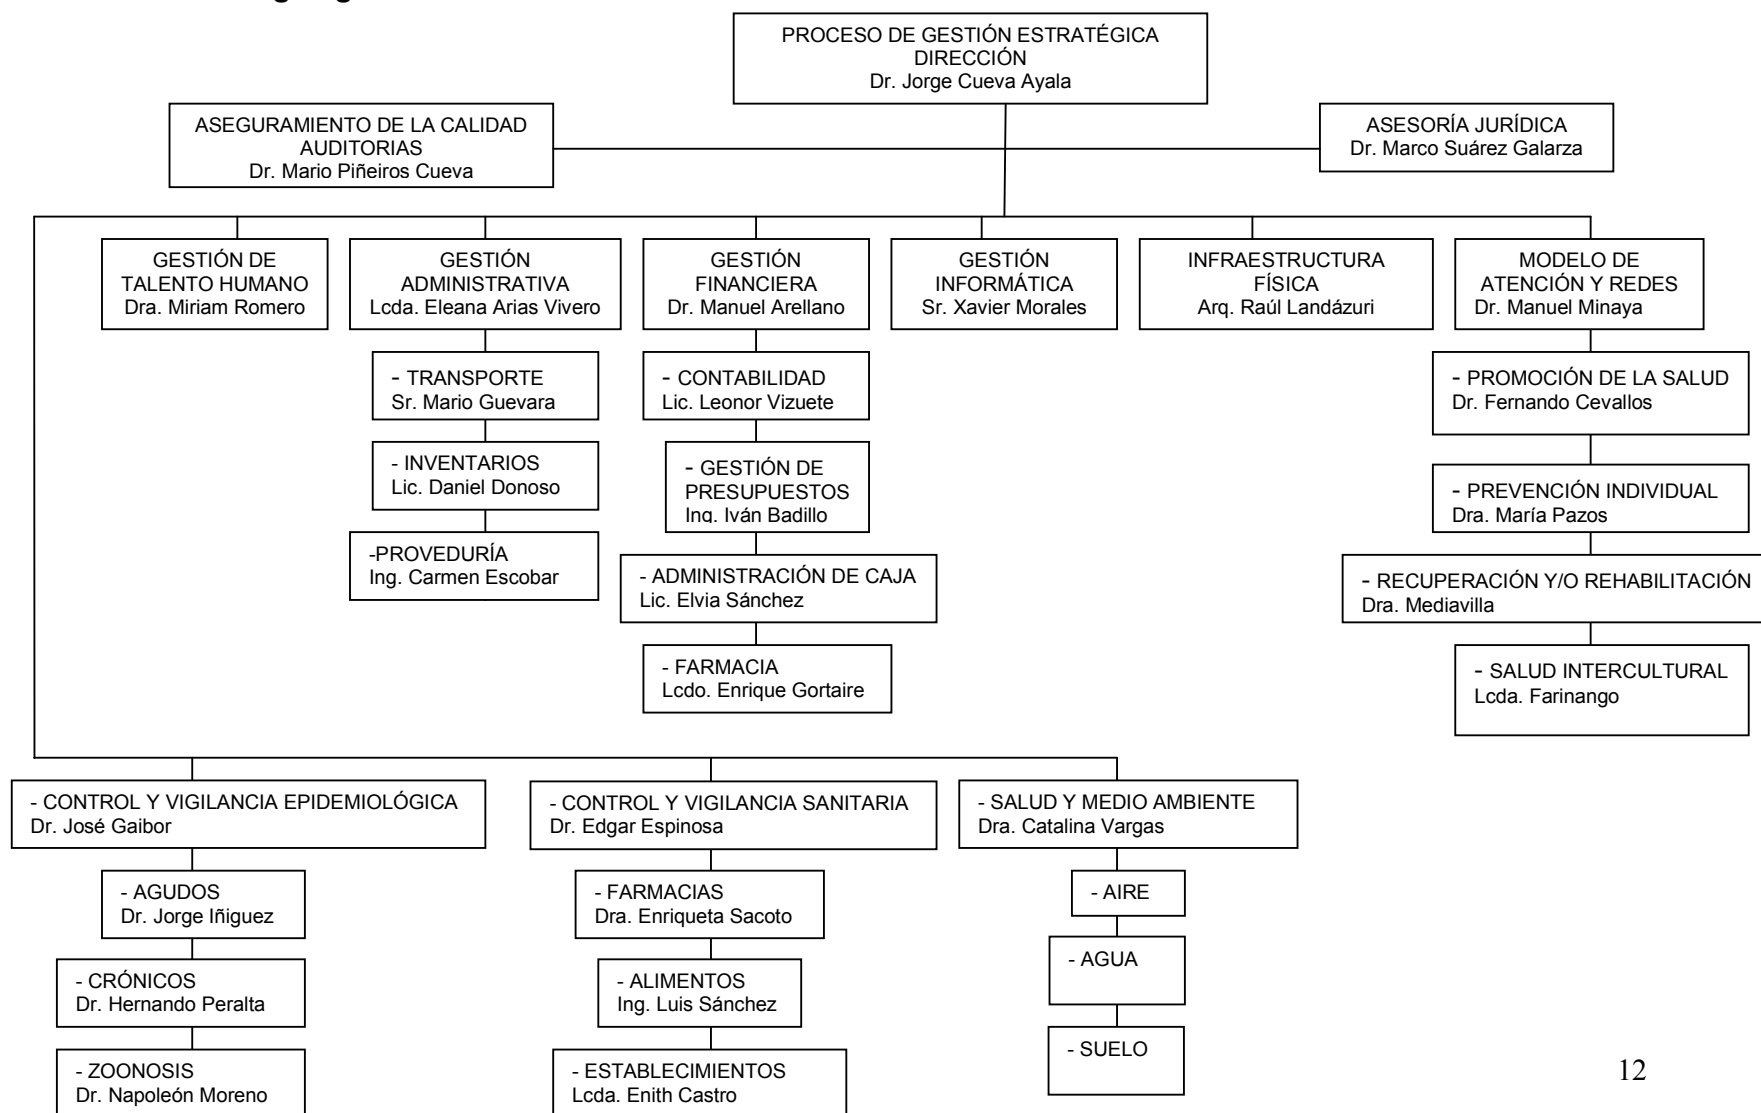 PROCESO DE GESTIÓN ESTRATÉGICA
DIRECCIÓN
Dr. Jorge Cueva Ayala
ASEGURAMIENTO DE LA CALIDAD
AUDITORIAS
Dr. Mario Piñeiros Cueva
ASESORÍA JURÍDICA
Dr. Marco Suárez Galarza
GESTIÓN DE
TALENTO HUMANO
Dra. Miriam Romero
GESTIÓN
ADMINISTRATIVA
Lcda. Eleana Arias Vivero
GESTIÓN
FINANCIERA
Dr. Manuel Arellano
GESTIÓN
INFORMÁTICA
Sr. Xavier Morales
INFRAESTRUCTURA
FÍSICA
Arq. Raúl Landázuri
MODELO DE
ATENCIÓN Y REDES
Dr. Manuel Minaya
- TRANSPORTE
Sr. Mario Guevara
- INVENTARIOS
Lic. Daniel Donoso
-PROVEDURÍA
Ing. Carmen Escobar
- CONTABILIDAD
Lic. Leonor Vizuete
- GESTIÓN DE
PRESUPUESTOS
Ing. Iván Badillo
- ADMINISTRACIÓN DE CAJA
Lic. Elvia Sánchez
- FARMACIA
Lcdo. Enrique Gortaire
- PROMOCIÓN DE LA SALUD
Dr. Fernando Cevallos
- PREVENCIÓN INDIVIDUAL
Dra. María Pazos
- RECUPERACIÓN Y/O REHABILITACIÓN
Dra. Mediavilla
- SALUD INTERCULTURAL
Lcda. Farinango
- CONTROL Y VIGILANCIA EPIDEMIOLÓGICA
Dr. José Gaibor
- AGUDOS
Dr. Jorge Iñiguez
- CRÓNICOS
Dr. Hernando Peralta
- ZOONOSIS
Dr. Napoleón Moreno
- CONTROL Y VIGILANCIA SANITARIA
Dr. Edgar Espinosa
- FARMACIAS
Dra. Enriqueta Sacoto
- ALIMENTOS
Ing. Luis Sánchez
- ESTABLECIMIENTOS
Lcda. Enith Castro
- SALUD Y MEDIO AMBIENTE
Dra. Catalina Vargas
- AIRE
- AGUA
- SUELO
12